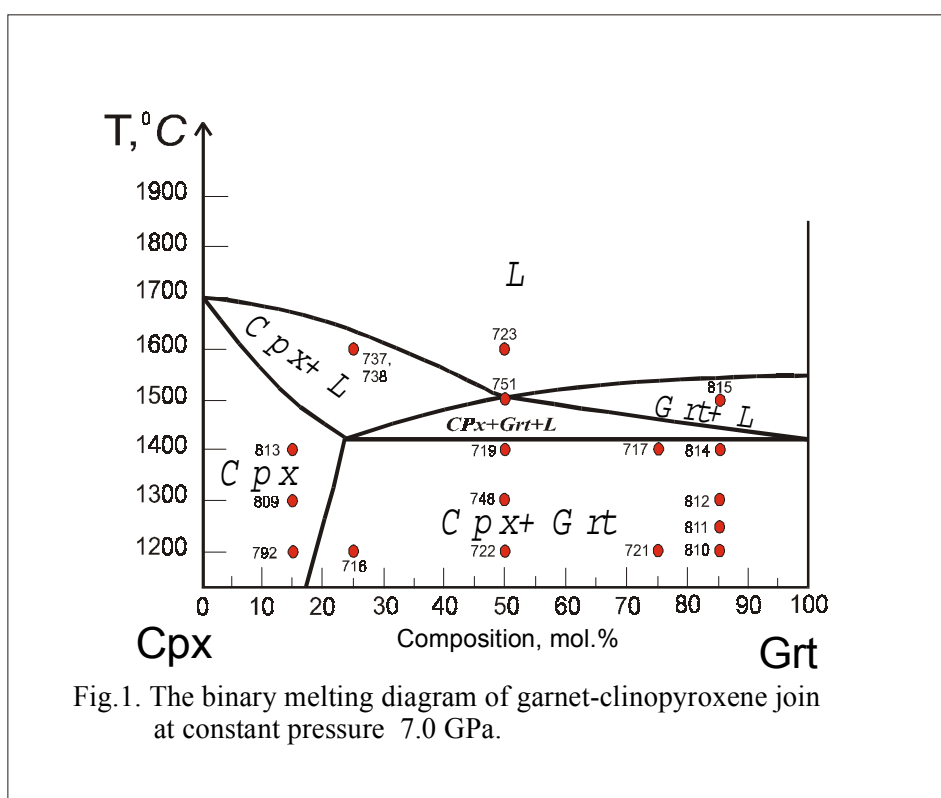 T,°C
1900
1800
L
1700
723
1600
Cpx+L
737,
738
751
815
1500
Grt+L
CPx+Grt+L
1400
813
719
717
814
Cpx
1300
809
748
812
Cpx+Grt
811
1200
792
716
722
721
810
0 10 20 30 40 50 60 70 80 90 100
Cpx
Composition, mol.%
Grt
Fig.1. The binary melting diagram of garnet-clinopyroxene join
at constant pressure 7.0 GPa.